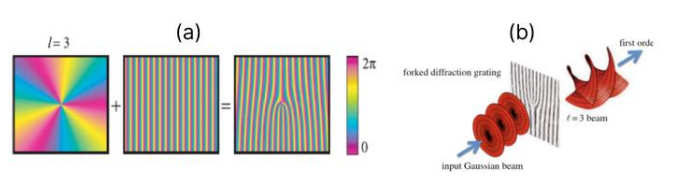 (a)
(b)
l = 3
+
=
2π
0
first orde
forked diffraction grating
ℓ = 3 beam
input Gaussian beam